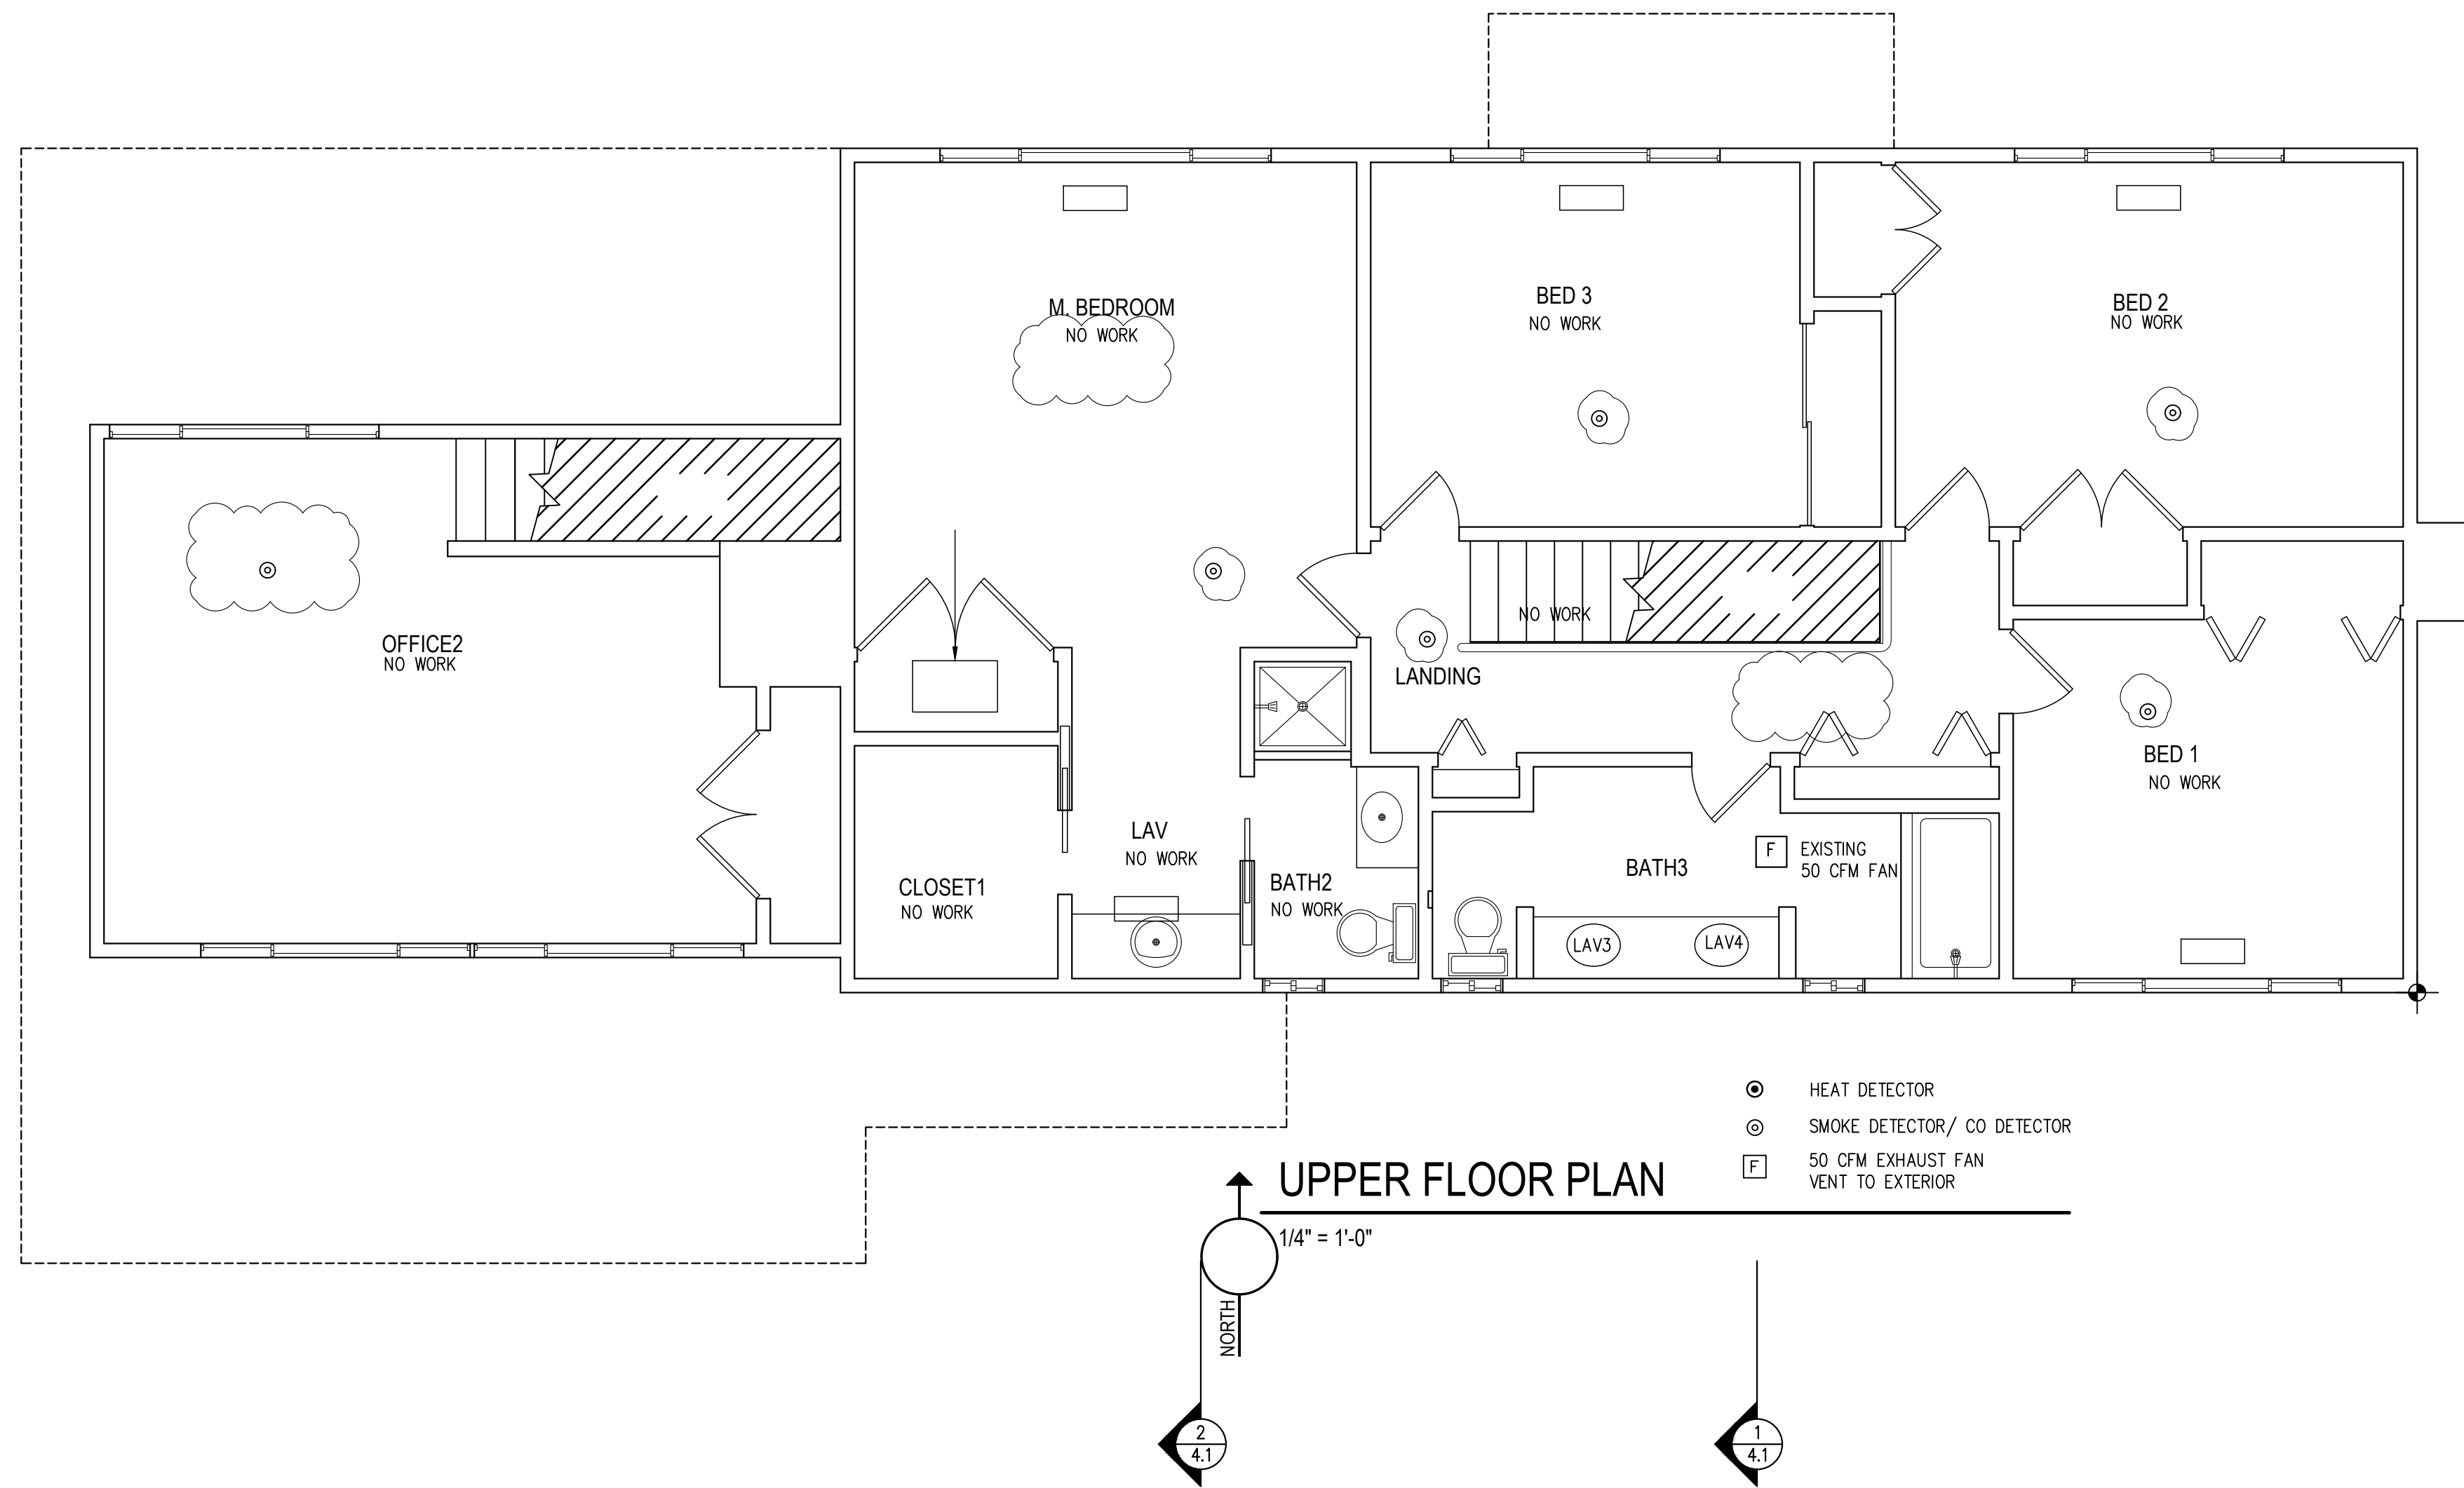 M. BEDROOM
NO WORK
BED 3
NO WORK
BED 2
NO WORK
OFFICE2
NO WORK
NO WORK
LANDING
BED 1
NO WORK
LAV
NO WORK
CLOSET1
NO WORK
BATH2
NO WORK
BATH3
F
EXISTING
50 CFM FAN
LAV3
LAV4
HEAT DETECTOR
SMOKE DETECTOR/ CO DETECTOR
F
50 CFM EXHAUST FAN
VENT TO EXTERIOR
UPPER FLOOR PLAN
1/4" = 1'-0"
NORTH
2
4.1
1
4.1